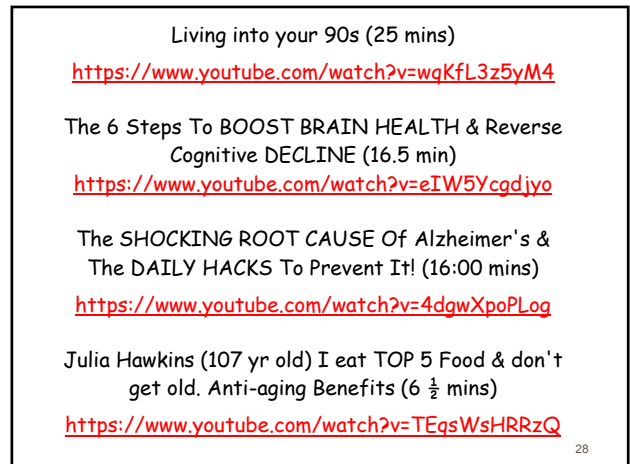 Living into your 90s (25 mins)
https://www.youtube.com/watch?v=wqKfL3z5yM4
The 6 Steps To BOOST BRAIN HEALTH & Reverse
Cognitive DECLINE (16.5 min)
https://www.youtube.com/watch?v=eIW5Ycgdjyo
The SHOCKING ROOT CAUSE Of Alzheimer's &
The DAILY HACKS To Prevent It! (16:00 mins)
https://www.youtube.com/watch?v=4dgwXpoPLog
Julia Hawkins (107 yr old) I eat TOP 5 Food & don't
get old. Anti-aging Benefits (6 ½ mins)
https://www.youtube.com/watch?v=TEqsWsHRRzQ
28